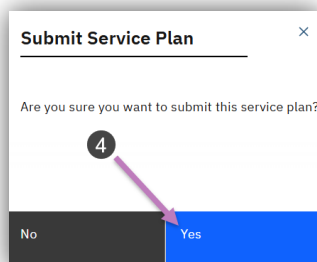 Submit Service Plan
×
Are you sure you want to submit this service plan?
4
No
Yes